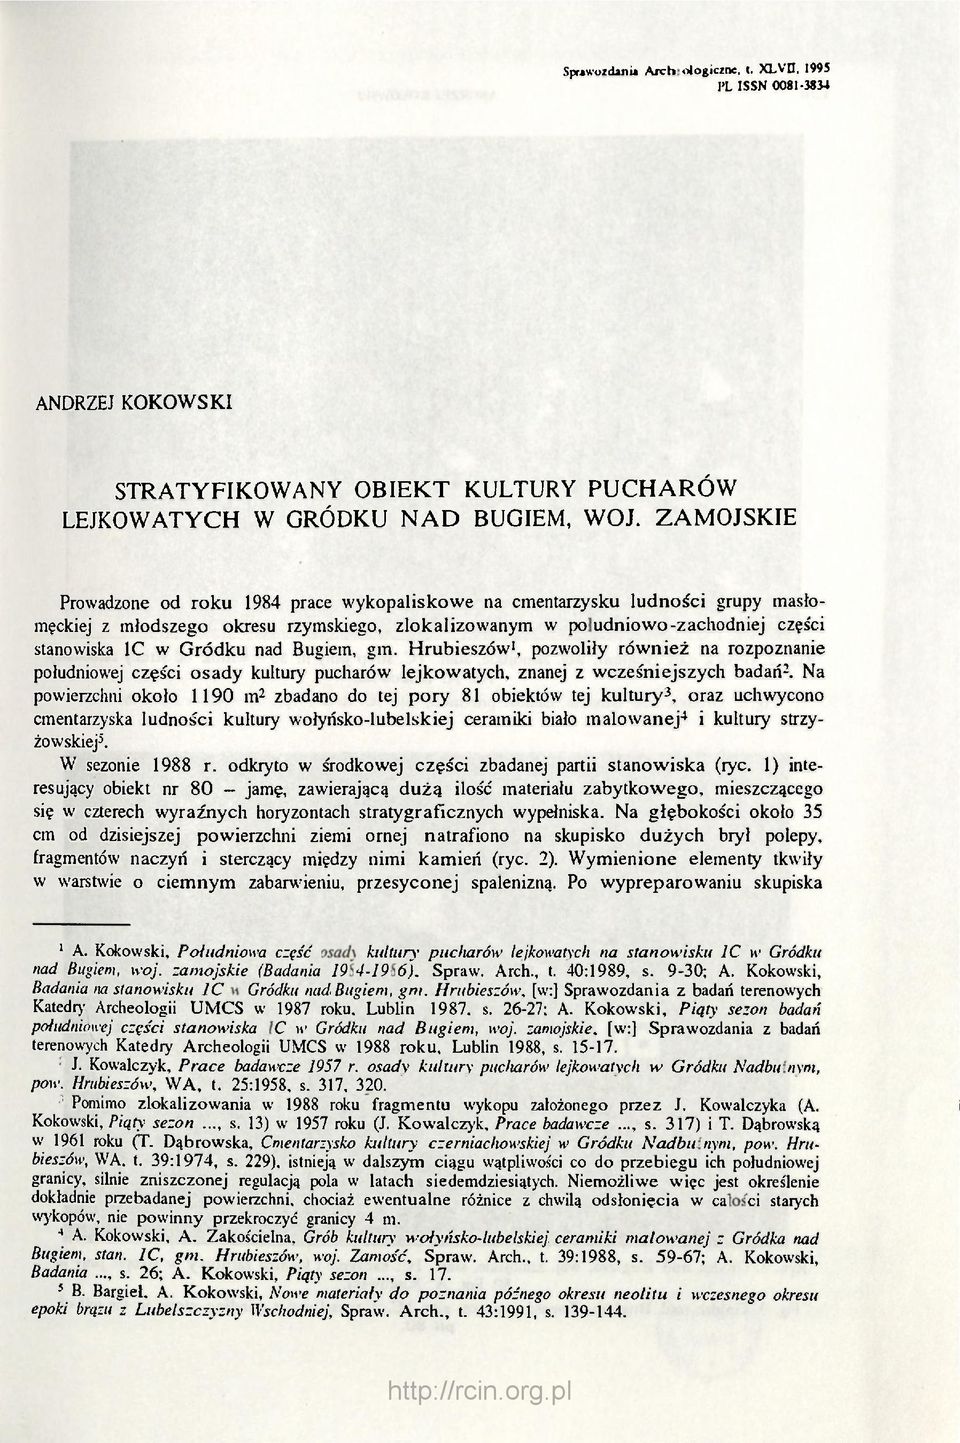 Sprawozdania Archeologiczne, t. XLVII, 1995
PL ISSN 0081-3834
ANDRZEJ KOKOWSKI
STRATYFIKOWANY OBIEKT KULTURY PUCHARÓW
LEJKOWATYCH W GRÓDKU NAD BUGIEM, WOJ. ZAMOJSKIE
Prowadzone od roku 1984 prace wykopaliskowe na cmentarzysku ludności grupy masło-
męckiej z młodszego okresu rzymskiego, zlokalizowanym w południowo-zachodniej części
stanowiska 1C w Gródku nad Bugiem, gm. Hrubieszów¹, pozwoliły również na rozpoznanie
południowej części osady kultury pucharów lejkowatych, znanej z wcześniejszych badań². Na
powierzchni około 1190 m² zbadano do tej pory 81 obiektów tej kultury³, oraz uchwycono
cmentarzyska ludności kultury wołyńsko-lubelskiej ceramiki biało malowanej⁴ i kultury strzy-
żowskiej⁵.
W sezonie 1988 r. odkryto w środkowej części zbadanej partii stanowiska (ryc. 1) inte-
resujący obiekt nr 80 – jamę, zawierającą dużą ilość materiału zabytkowego, mieszczącego
się w czterech wyraźnych horyzontach stratygraficznych wypełniska. Na głębokości około 35
cm od dzisiejszej powierzchni ziemi ornej natrafiono na skupisko dużych brył polepy,
fragmentów naczyń i sterczący między nimi kamień (ryc. 2). Wymienione elementy tkwiły
w warstwie o ciemnym zabarwieniu, przesyconej spalenizną. Po wypreparowaniu skupiska
¹ A. Kokowski, Południowa część osady kultury pucharów lejkowatych na stanowisku 1C w Gródku
nad Bugiem, woj. zamojskie (Badania 1984-1986). Spraw. Arch., t. 40:1989, s. 9-30; A. Kokowski,
Badania na stanowisku 1C w Gródku nad Bugiem, gm. Hrubieszów, [w:] Sprawozdania z badań terenowych
Katedry Archeologii UMCS w 1987 roku. Lublin 1987. s. 26-27; A. Kokowski, Piąty sezon badań
południowej części stanowiska 1C w Gródku nad Bugiem, woj. zamojskie, [w:] Sprawozdania z badań
terenowych Katedry Archeologii UMCS w 1988 roku, Lublin 1988, s. 15-17.
² J. Kowalczyk, Prace badawcze 1957 r. osady kultury pucharów lejkowatych w Gródku Nadbużnym,
pow. Hrubieszów, WA, t. 25:1958, s. 317, 320.
³ Pomimo zlokalizowania w 1988 roku fragmentu wykopu założonego przez J. Kowalczyka (A.
Kokowski, Piąty sezon ..., s. 13) w 1957 roku (J. Kowalczyk, Prace badawcze ..., s. 317) i T. Dąbrowską
w 1961 roku (T. Dąbrowska, Cmentarzysko kultury czerniachowskiej w Gródku Nadbużnym, pow. Hru-
bieszów, WA. t. 39:1974, s. 229), istnieją w dalszym ciągu wątpliwości co do przebiegu ich południowej
granicy, silnie zniszczonej regulacją pola w latach siedemdziesiątych. Niemożliwe więc jest określenie
dokładnie przebadanej powierzchni, chociaż ewentualne różnice z chwilą odsłonięcia w całości starych
wykopów, nie powinny przekroczyć granicy 4 m.
⁴ A. Kokowski, A. Zakościelna, Grób kultury wołyńsko-lubelskiej ceramiki malowanej z Gródka nad
Bugiem, stan. 1C, gm. Hrubieszów, woj. Zamość, Spraw. Arch., t. 39:1988, s. 59-67; A. Kokowski,
Badania ..., s. 26; A. Kokowski, Piąty sezon ..., s. 17.
⁵ B. Bargieł. A. Kokowski, Nowe materiały do poznania późnego okresu neolitu i wczesnego okresu
epoki brązu z Lubelszczyzny Wschodniej, Spraw. Arch., t. 43:1991, s. 139-144.
http://rcin.org.pl